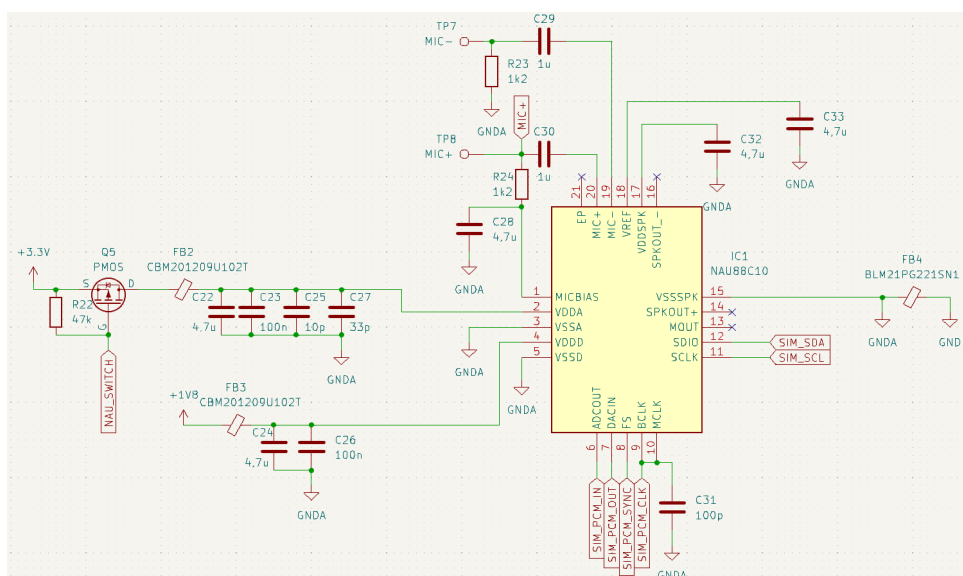 C29
TP7
MIC-
1u
R23
1k2
GNDA
MIC+
C33
4,7u
GNDA
C32
4,7u
GNDA
TP8
MIC+
C30
1u
R24
1k2
C28
4,7u
GNDA
21
20
19
18
17
16
EP
MIC+
MIC-
VREF
VDDSPK
SPKOUT_-
IC1
NAU88C10
+3.3V
Q5
PMOS
S
D
G
R22
47k
NAU_SWITCH
FB2
CBM201209U102T
C22
4,7u
C23
100n
C25
10p
C27
33p
GNDA
1 MICBIAS
2 VDDA
3 VSSA
4 VDDD
5 VSSD
GNDA
GNDA
VSSSPK 15
SPKOUT+ 14
MOUT 13
SDIO 12
SCLK 11
SIM_SDA
SIM_SCL
FB4
BLM21PG221SN1
GNDA
GND
+1V8
FB3
CBM201209U102T
C24
4,7u
C26
100n
GNDA
ADCOUT
DACIN
FS
BCLK
MCLK
6
7
8
9
10
SIM_PCM_IN
SIM_PCM_OUT
SIM_PCM_SYNC
SIM_PCM_CLK
C31
100p
GNDA